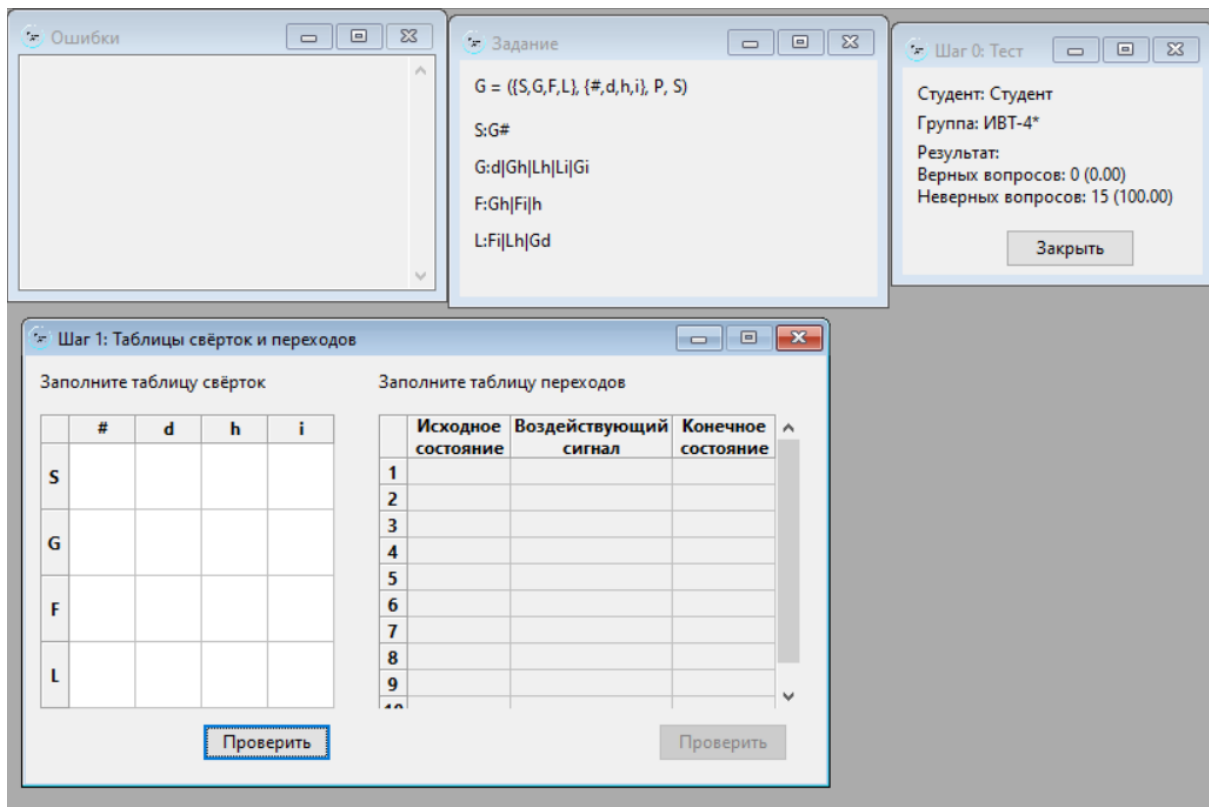 Ошибки
Задание
G = ({S,G,F,L}, {#,d,h,i}, P, S)
S:G#
G:d|Gh|Lh|Li|Gi
F:Gh|Fi|h
L:Fi|Lh|Gd
Шаг 0: Тест
Студент: Студент
Группа: ИВТ-4*
Результат:
Верных вопросов: 0 (0.00)
Неверных вопросов: 15 (100.00)
Закрыть
Шаг 1: Таблицы свёрток и переходов
Заполните таблицу свёрток
# d h i
S
G
F
L
Проверить
Заполните таблицу переходов
Исходное состояние Воздействующий сигнал Конечное состояние
1
2
3
4
5
6
7
8
9
Проверить